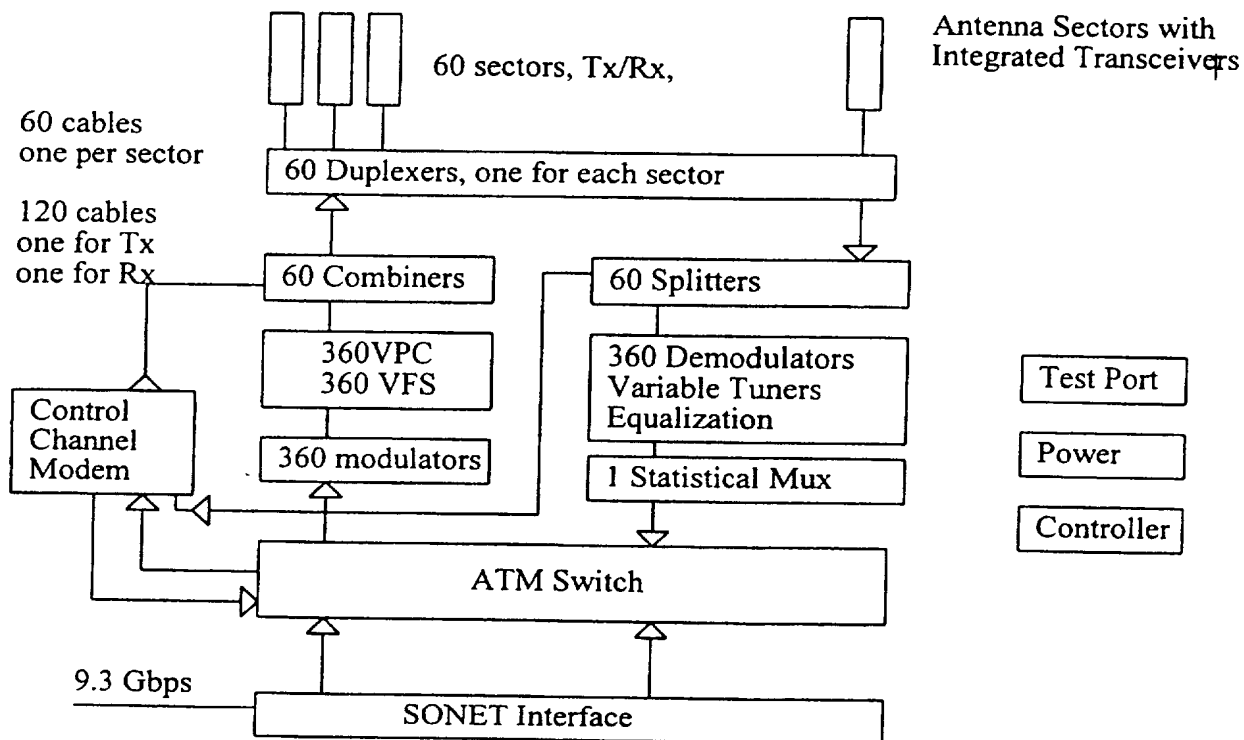 60 sectors, Tx/Rx,
Antenna Sectors with
Integrated Transceivers
60 cables
one per sector
60 Duplexers, one for each sector
120 cables
one for Tx
one for Rx
60 Combiners
60 Splitters
360VPC
360 VFS
360 Demodulators
Variable Tuners
Equalization
Test Port
Control
Channel
Modem
360 modulators
1 Statistical Mux
Power
Controller
ATM Switch
9.3 Gbps
SONET Interface